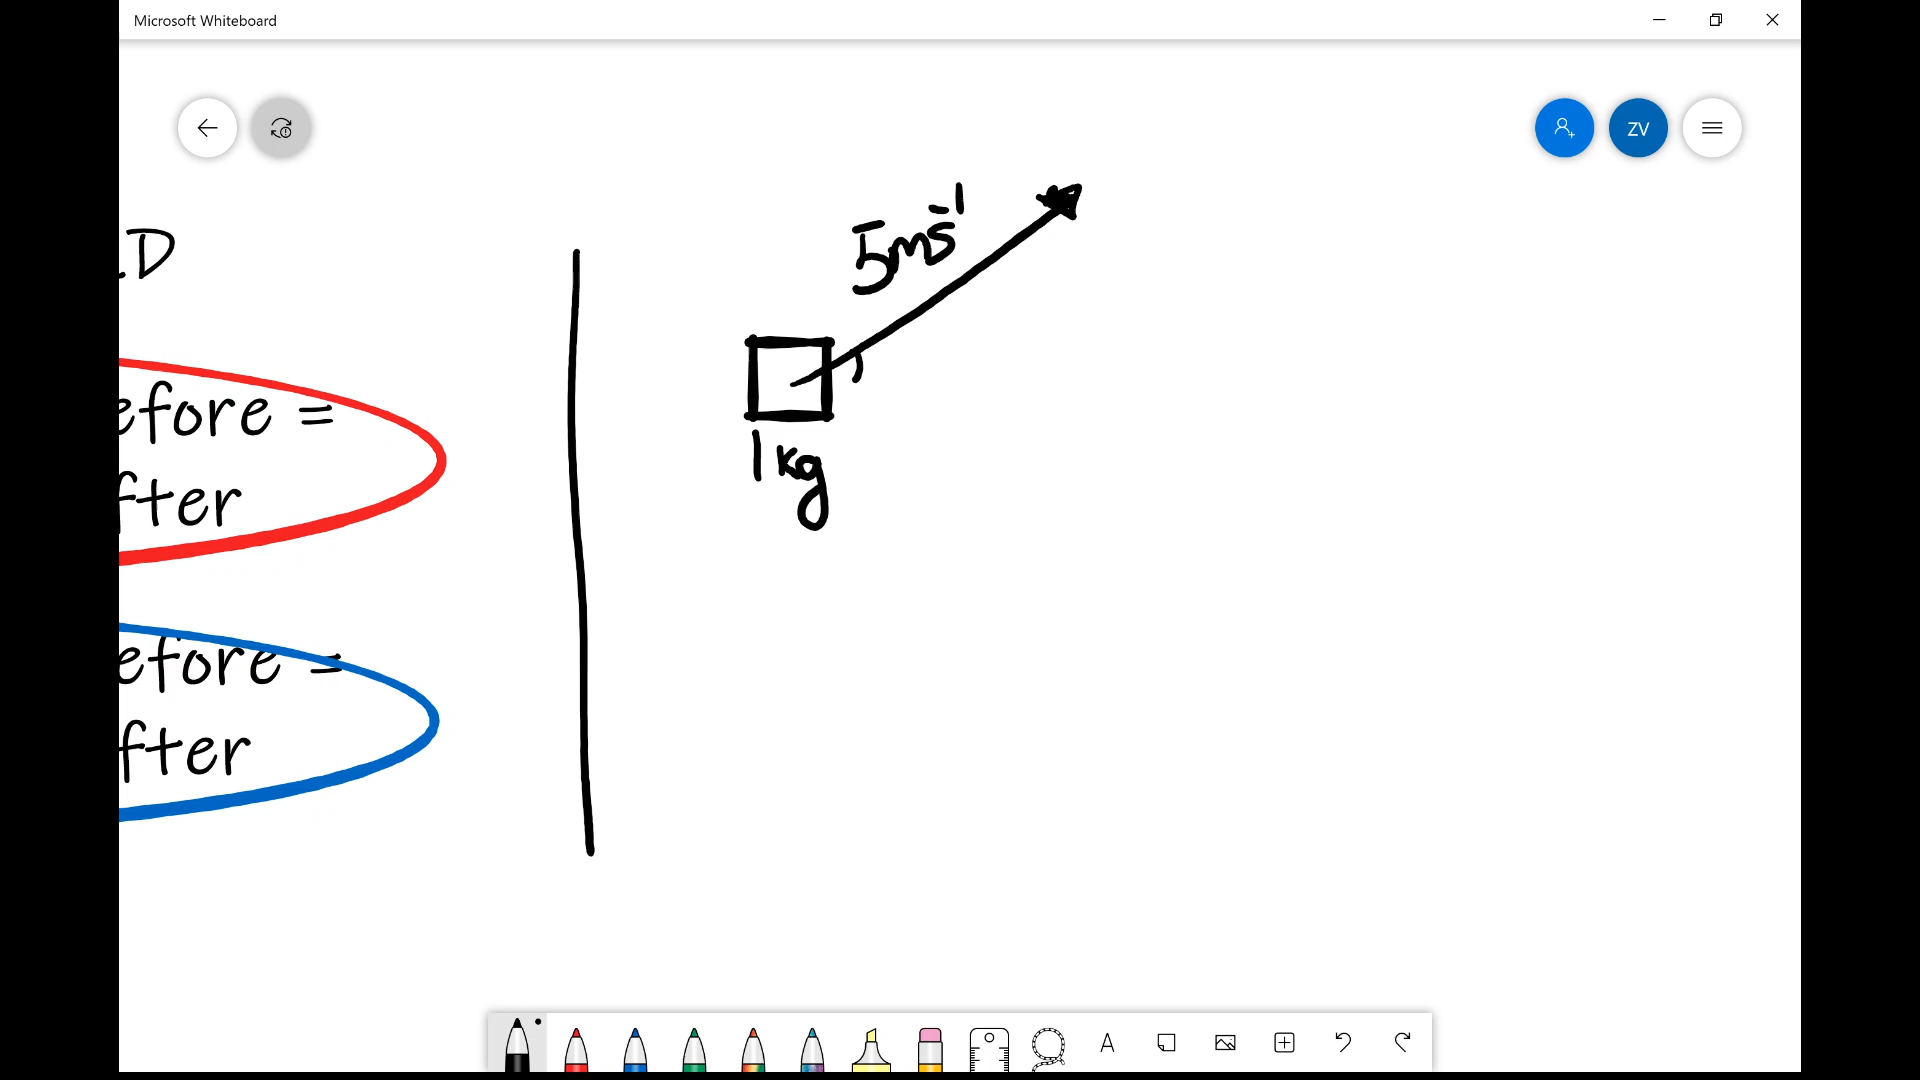 Microsoft Whiteboard
ZV
.D
efore =
fter
efore =
fter
5ms⁻¹
1kg
A